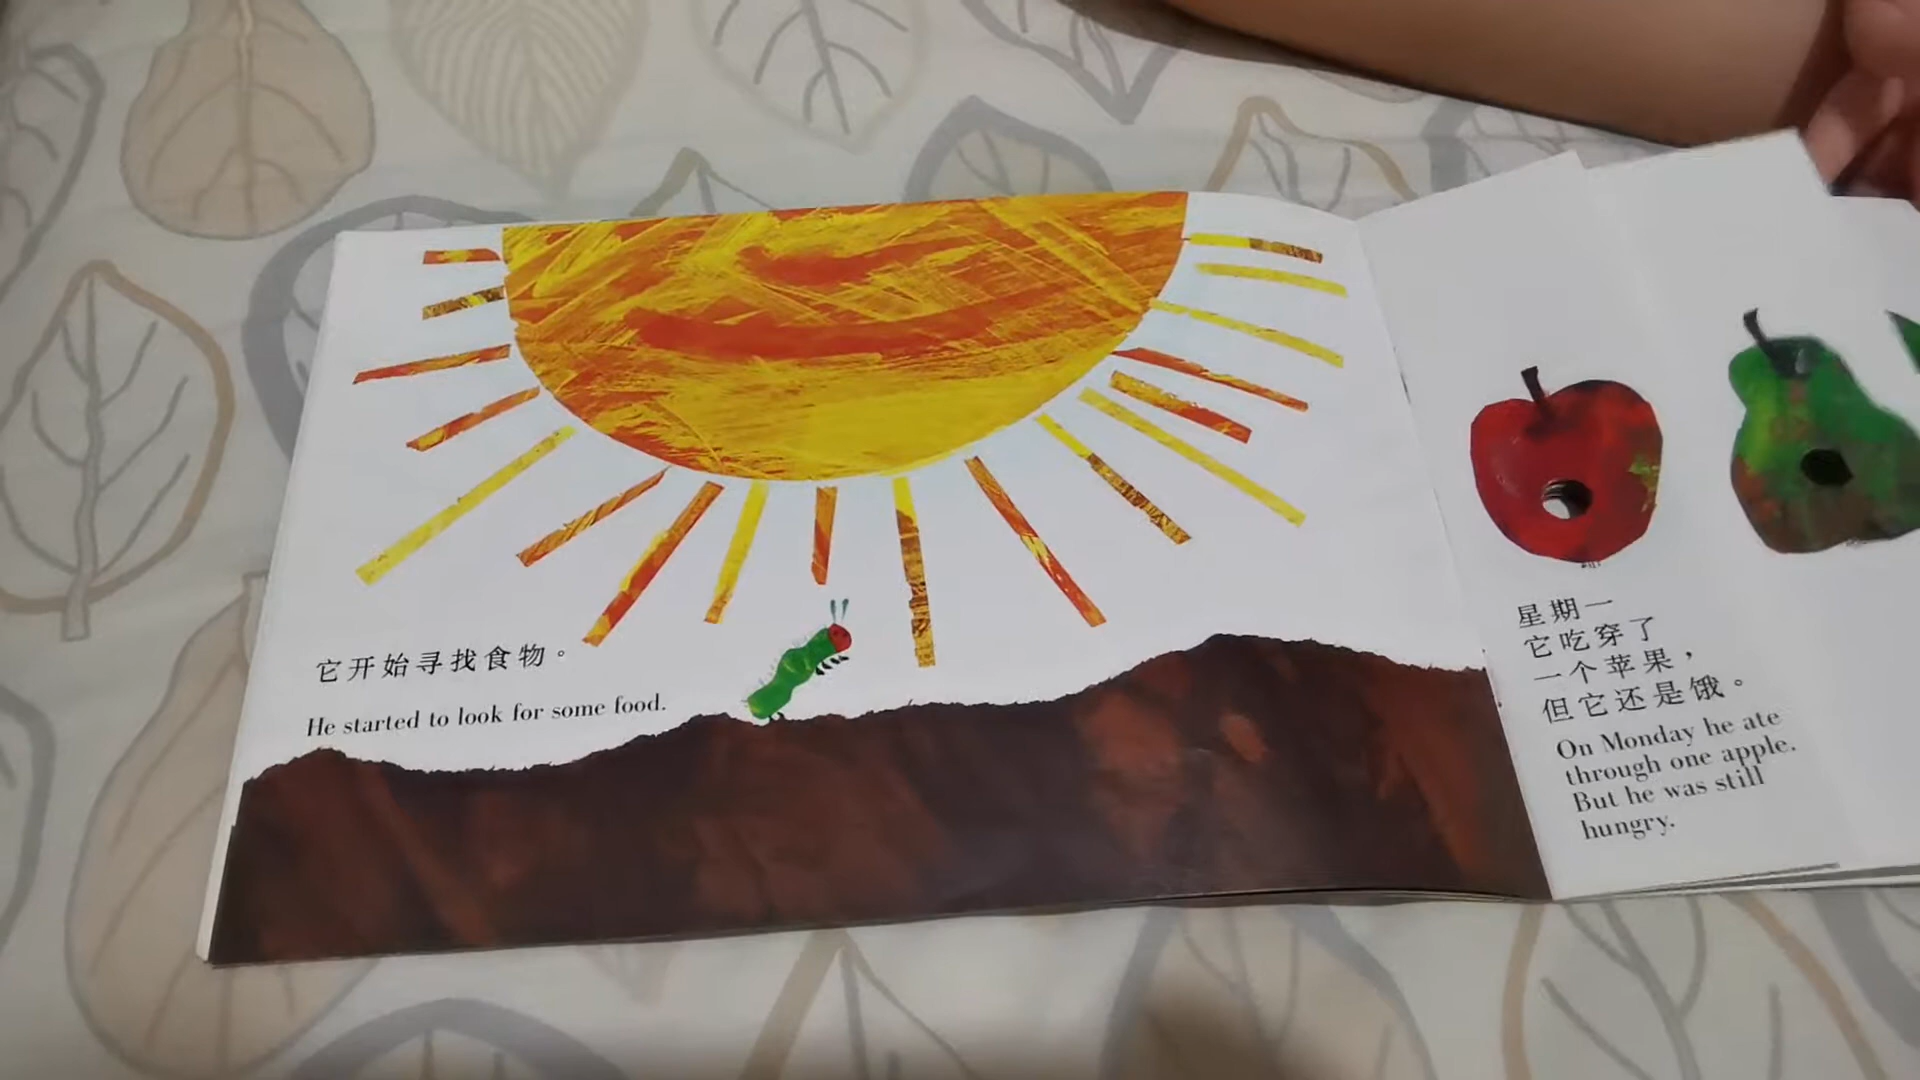 它开始寻找食物。
He started to look for some food.
星期一
它吃穿了
一个苹果，
但它还是饿。
On Monday he ate
through one apple.
But he was still
hungry.